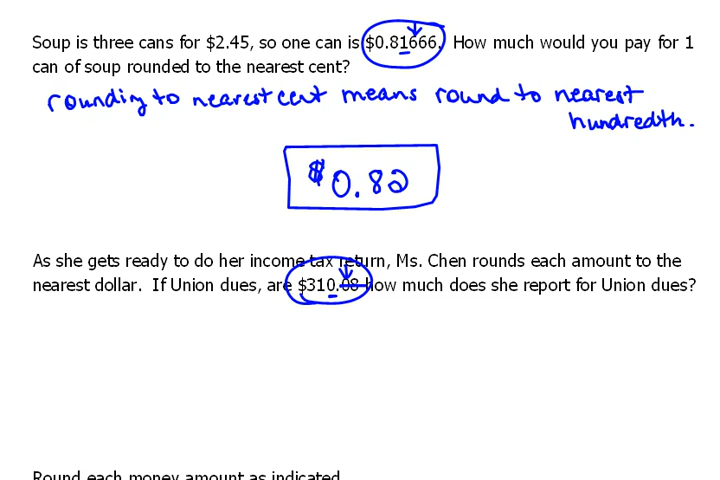 Soup is three cans for $2.45, so one can is $0.81666. How much would you pay for 1
can of soup rounded to the nearest cent?
rounding to nearest cent means round to nearest
hundredth.
$0.82
As she gets ready to do her income tax return, Ms. Chen rounds each amount to the
nearest dollar. If Union dues, are $310.08 how much does she report for Union dues?
Round each money amount as indicated.